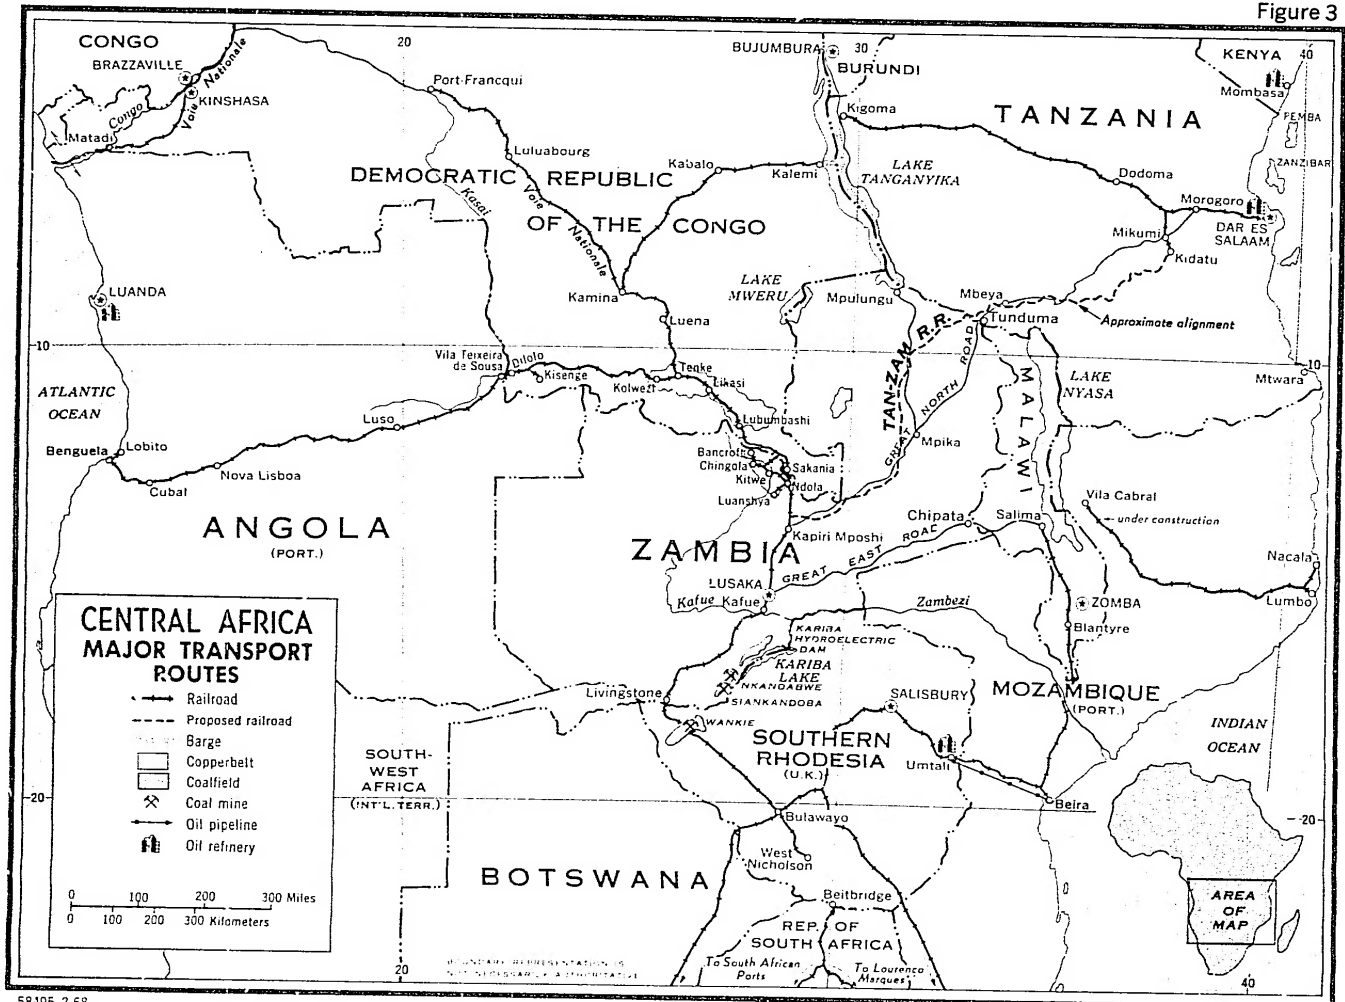 Figure 3
CONGO
BRAZZAVILLE
KINSHASA
Congo
Voie Nationale
Matadi
20
Port-Francqui
Luluabourg
DEMOCRATIC REPUBLIC
OF THE CONGO
Kasai
Voie Nationale
Kabalo
Kalemi
Kamina
Luena
BUJUMBURA
30
BURUNDI
Kigoma
LAKE
TANGANYIKA
TANZANIA
KENYA
40
Mombasa
PEMBA
ZANZIBAR
Dodoma
Morogoro
DAR ES
SALAAM
Mikumi
Kidatu
LUANDA
10
LAKE
MWERU
Mpulungu
Mbeya
Tunduma
Approximate alignment
TAN-ZAM R.R.
GREAT NORTH ROAD
Mpika
MALAWI
LAKE
NYASA
10
Mtwara
ATLANTIC
OCEAN
Vila Teixeira
de Sousa
Dilolo
Kisenge
Kolwezi
Tenke
Likasi
Lubumbashi
Luso
Lobito
Benguela
Cubal
Nova Lisboa
Bancroft
Chingola
Kitwe
Luanshya
Sakania
Ndola
ANGOLA
(PORT.)
ZAMBIA
Kapiri Mposhi
Chipata
Salima
Vila Cabral
under construction
Nacala
Lumbo
GREAT EAST ROAD
LUSAKA
Kafue
Kafue
Zambezi
ZOMBA
Blantyre
KARIBA
HYDROELECTRIC
DAM
KARIBA
LAKE
NKANDABWE
SIANKANDOBA
Livingstone
WANKIE
SALISBURY
MOZAMBIQUE
(PORT.)
SOUTHERN
RHODESIA
(U.K.)
Umtali
Beira
INDIAN
OCEAN
SOUTH-
WEST
AFRICA
(INT'L. TERR.)
Bulawayo
West
Nicholson
BOTSWANA
Beitbridge
REP. OF
SOUTH AFRICA
To South African
Ports
To Lourenco
Marques
20
20
CENTRAL AFRICA
MAJOR TRANSPORT
ROUTES
Railroad
Proposed railroad
Barge
Copperbelt
Coalfield
Coal mine
Oil pipeline
Oil refinery
0 100 200 300 Miles
0 100 200 300 Kilometers
BOUNDARY REPRESENTATION IS
NOT NECESSARILY AUTHORITATIVE
20
40
AREA
OF
MAP
58195 2-68